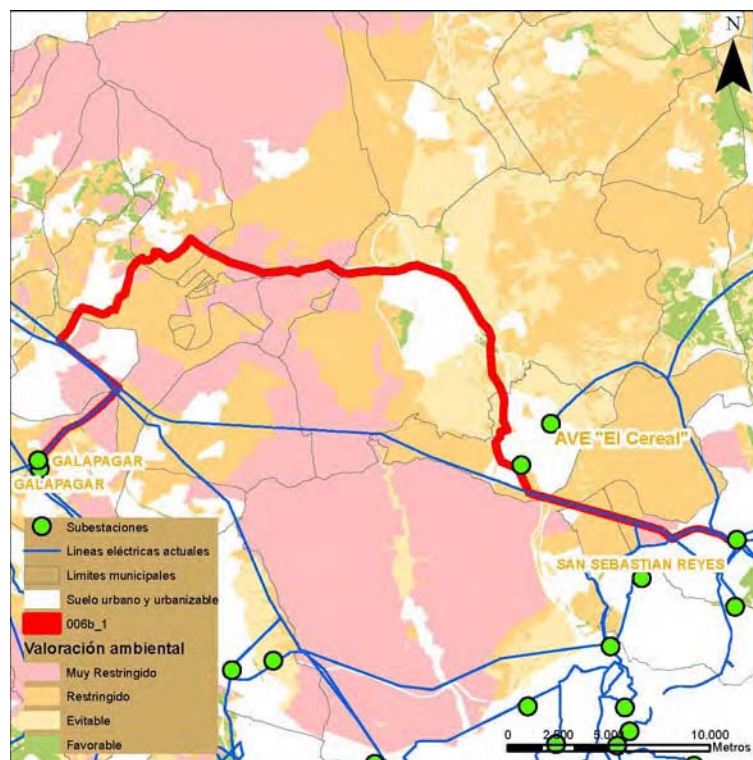 N
AVE "El Cereal"
GALAPAGAR
GALAPAGAR
SAN SEBASTIAN REYES
Subestaciones
Lineas eléctricas actuales
Limites municipales
Suelo urbano y urbanizable
006b_1
Valoración ambiental
Muy Restringido
Restringido
Evitable
Favorable
0 2.500 5.000 10.000
Metros